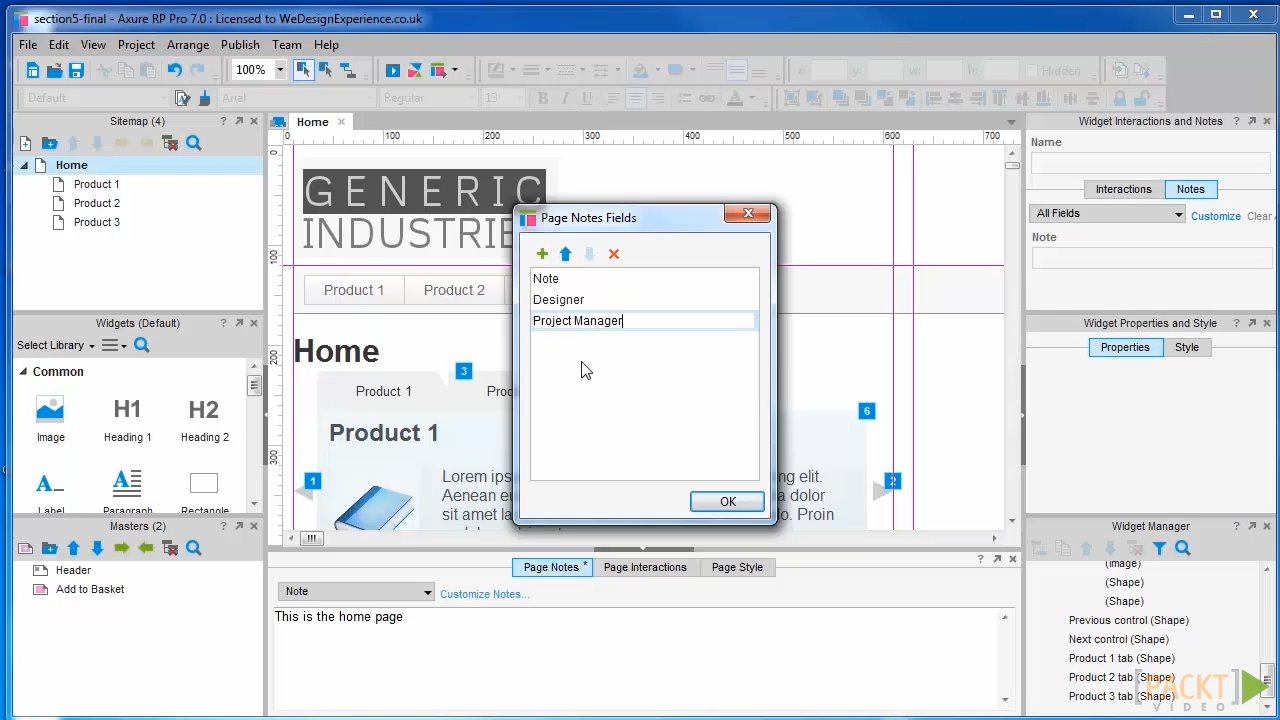 section5-final - Axure RP Pro 7.0 : Licensed to WeDesignExperience.co.uk
File Edit View Project Arrange Publish Team Help
100% x: y: w: h: Hidden
Default Arial Regular 13 B I U
Sitemap (4)
Home
Product 1
Product 2
Product 3
Widgets (Default)
Select Library
Common
Image
H1
Heading 1
H2
Heading 2
Label
Paragraph
Rectangle
Masters (2)
Header
Add to Basket
Home
0 100 200 300 400 500 600 700
0
100
200
300
GENERIC
INDUSTRIE
Product 1 Product 2
Home
3
Product 1 Prod
6
Product 1
1
2
Lorem ips ng elit.
Aenean eu a dolor
sit amet la Proin
Page Notes Fields
Note
Designer
Project Manager
OK
Page Notes * Page Interactions Page Style
Note Customize Notes...
This is the home page
Widget Interactions and Notes
Name
Interactions Notes
All Fields Customize Clear A
Note
Widget Properties and Style
Properties Style
Widget Manager
(Image)
(Shape)
(Shape)
Previous control (Shape)
Next control (Shape)
Product 1 tab (Shape)
Product 2 tab (Shape)
Product 3 tab (Shape)
[PACKT]
VIDEO